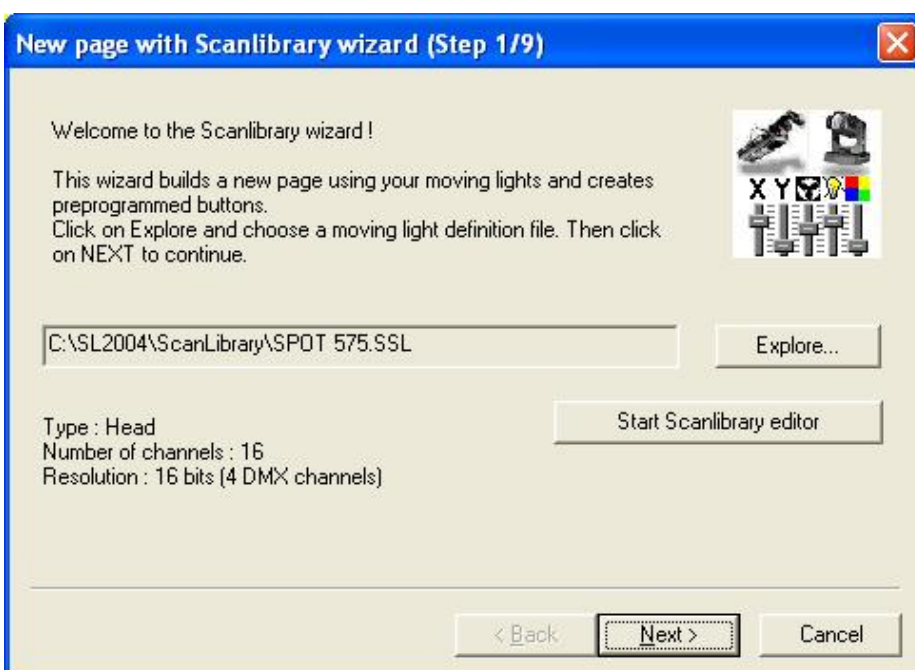 New page with Scanlibrary wizard (Step 1/9)
Welcome to the Scanlibrary wizard !
This wizard builds a new page using your moving lights and creates
preprogrammed buttons.
Click on Explore and choose a moving light definition file. Then click
on NEXT to continue.
X Y
C:\SL2004\ScanLibrary\SPOT 575.SSL
Explore...
Start Scanlibrary editor
Type : Head
Number of channels : 16
Resolution : 16 bits (4 DMX channels)
< Back
Next >
Cancel